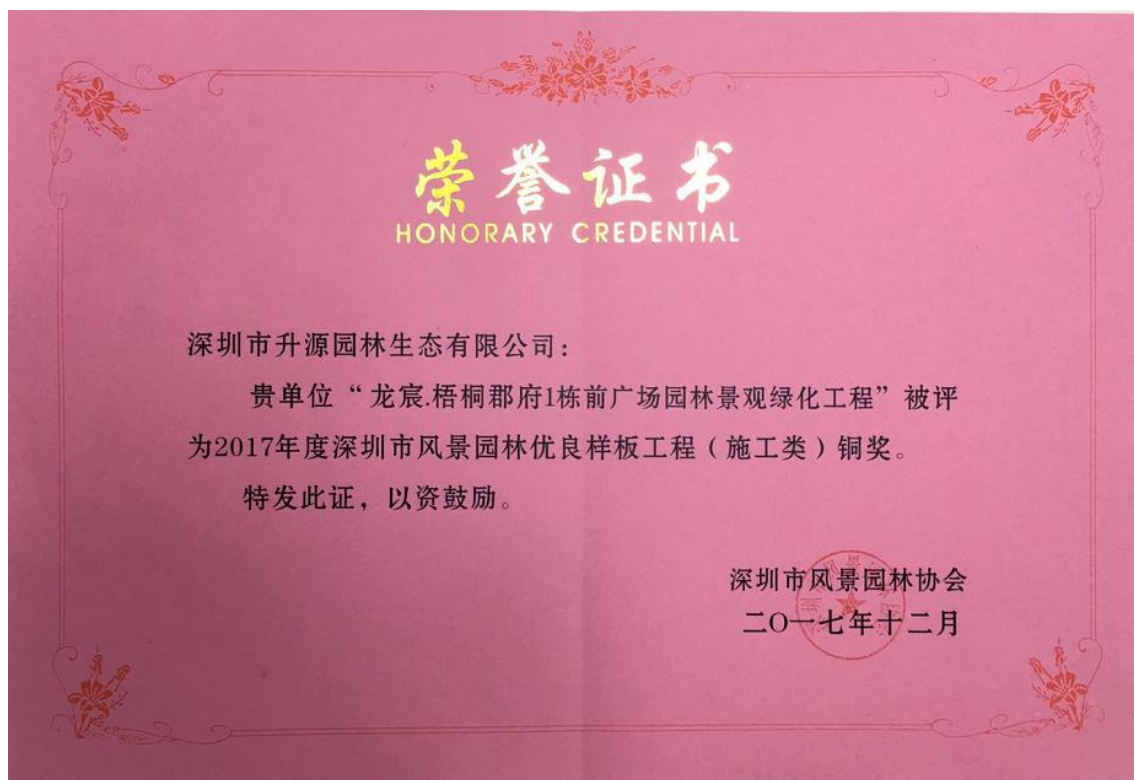 荣誉证书
HONORARY CREDENTIAL
深圳市升源园林生态有限公司：
贵单位“龙宸.梧桐郡府1栋前广场园林景观绿化工程”被评
为2017年度深圳市风景园林优良样板工程（施工类）铜奖。
特发此证，以资鼓励。
深圳市风景园林协会
二〇一七年十二月